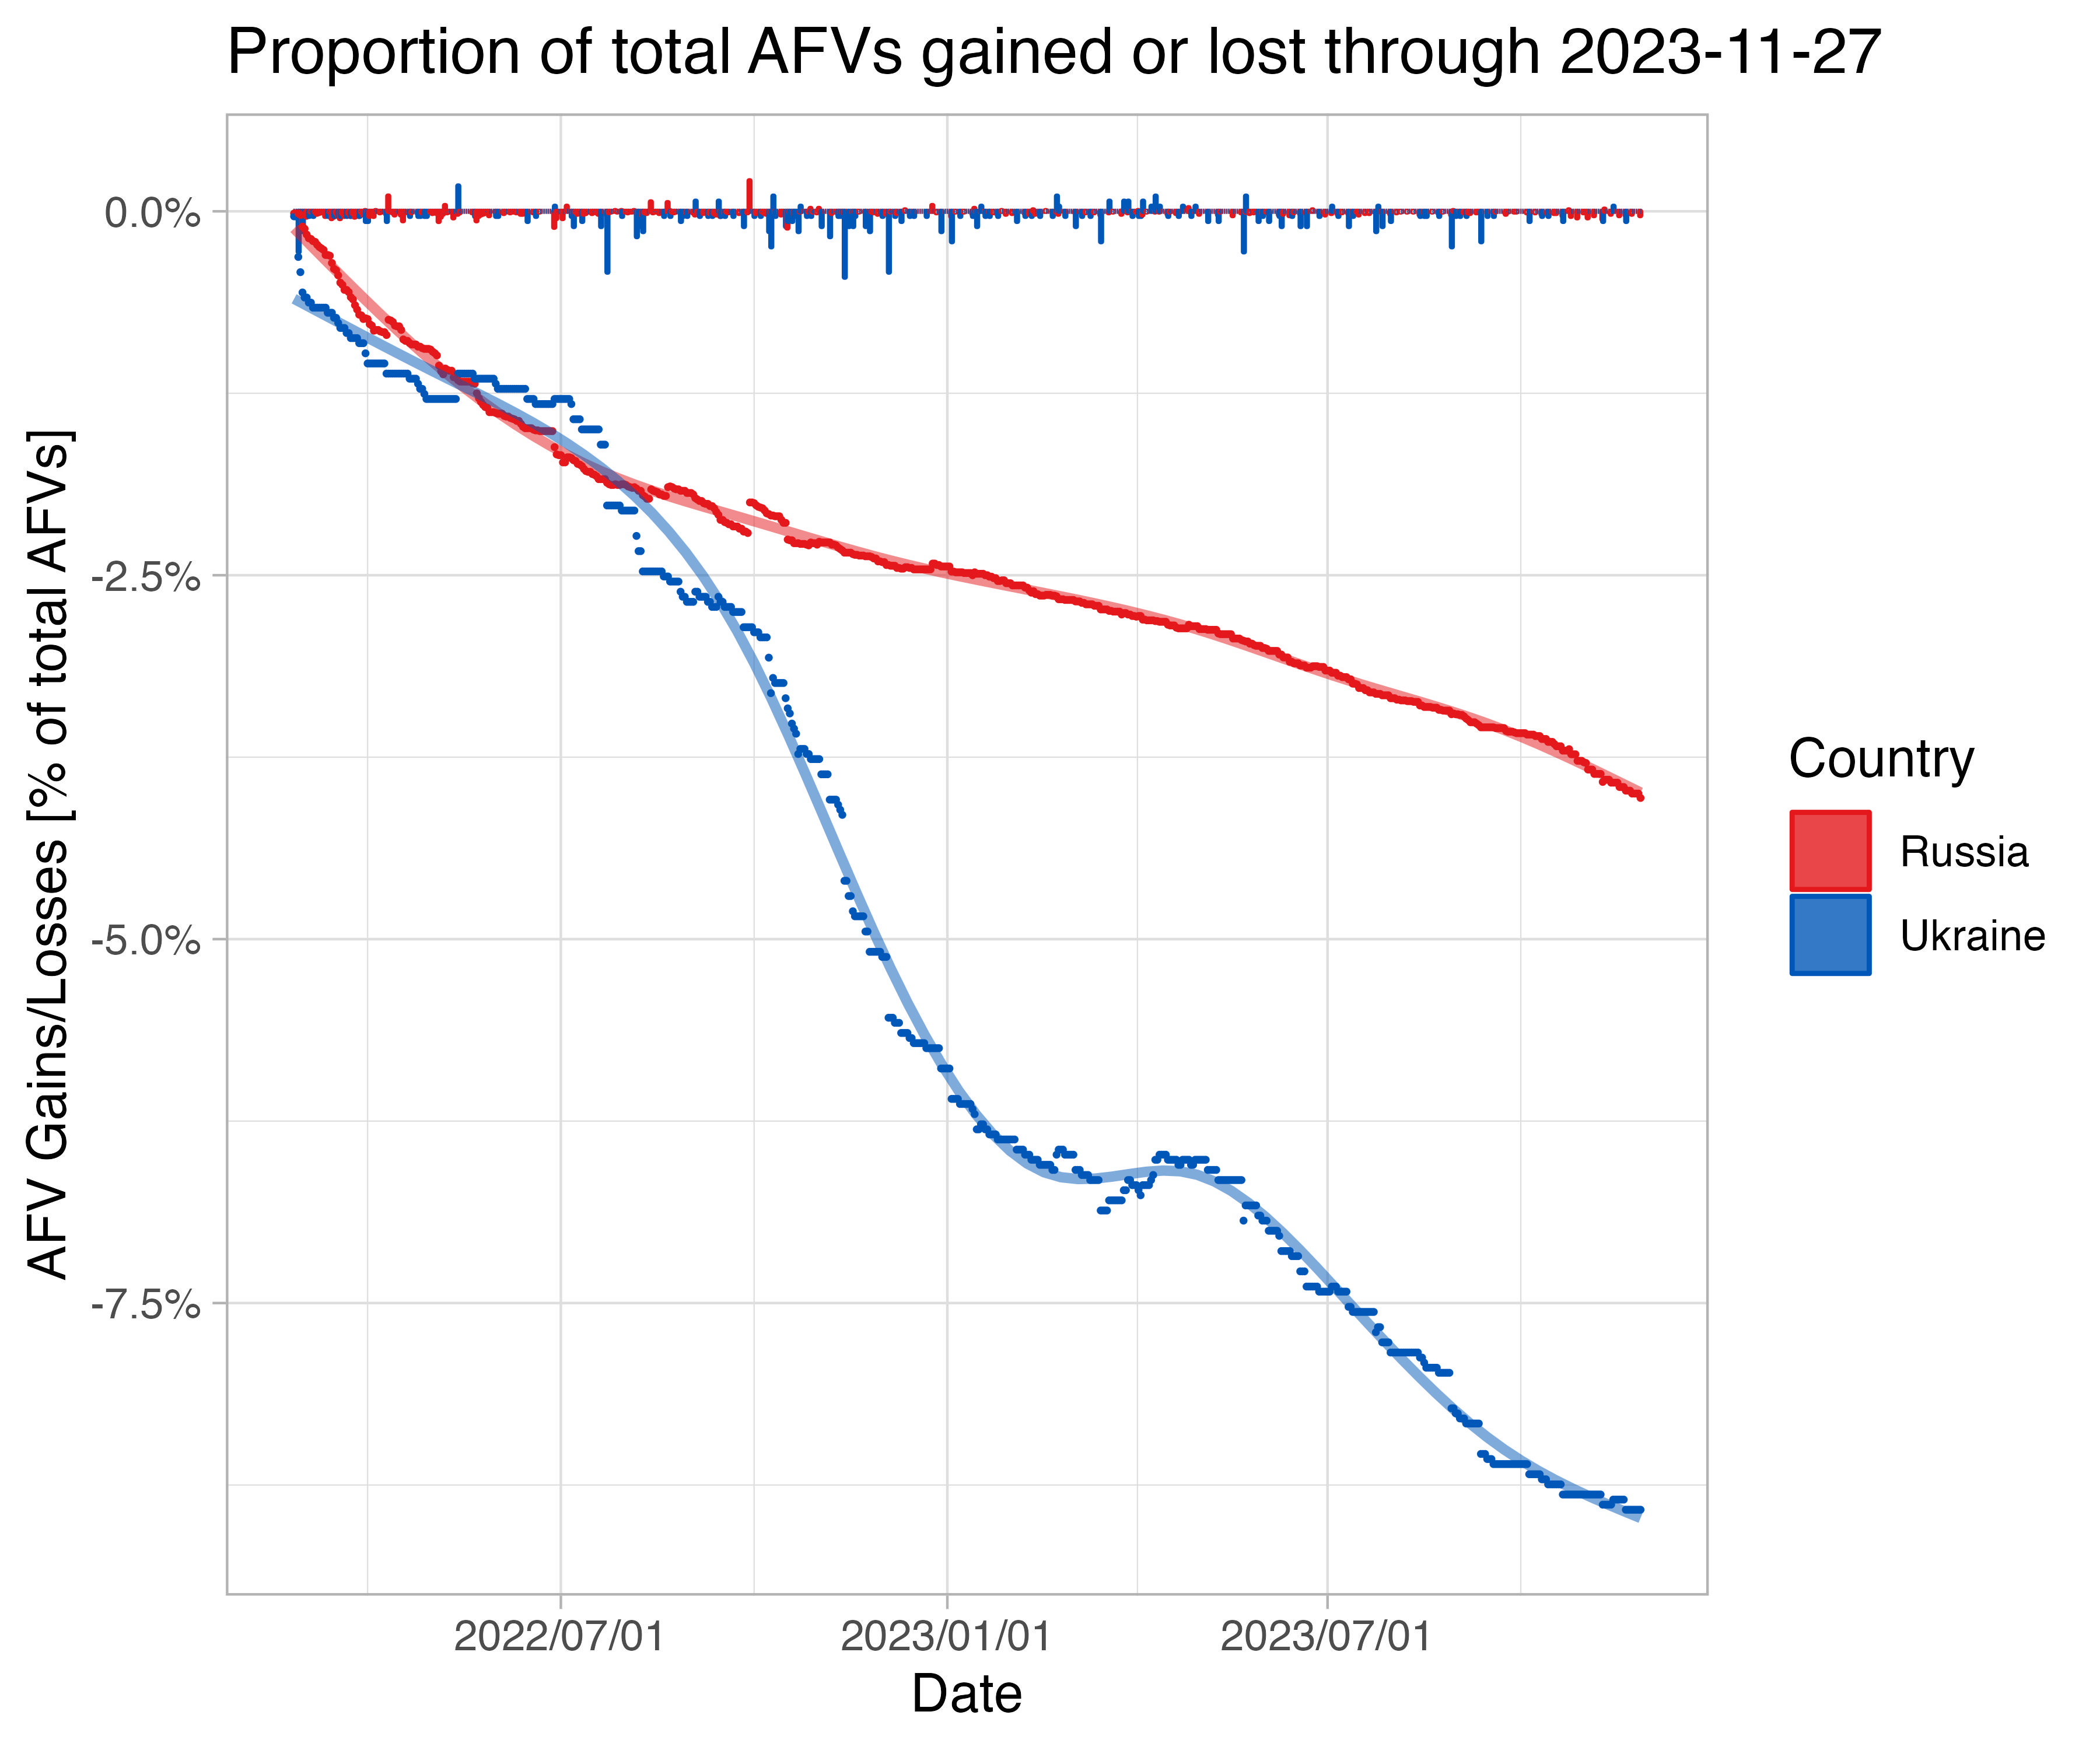 Proportion of total AFVs gained or lost through 2023-11-27
AFV Gains/Losses [% of total AFVs]
0.0%
-2.5%
-5.0%
-7.5%
2022/07/01
2023/01/01
2023/07/01
Date
Country
Russia
Ukraine